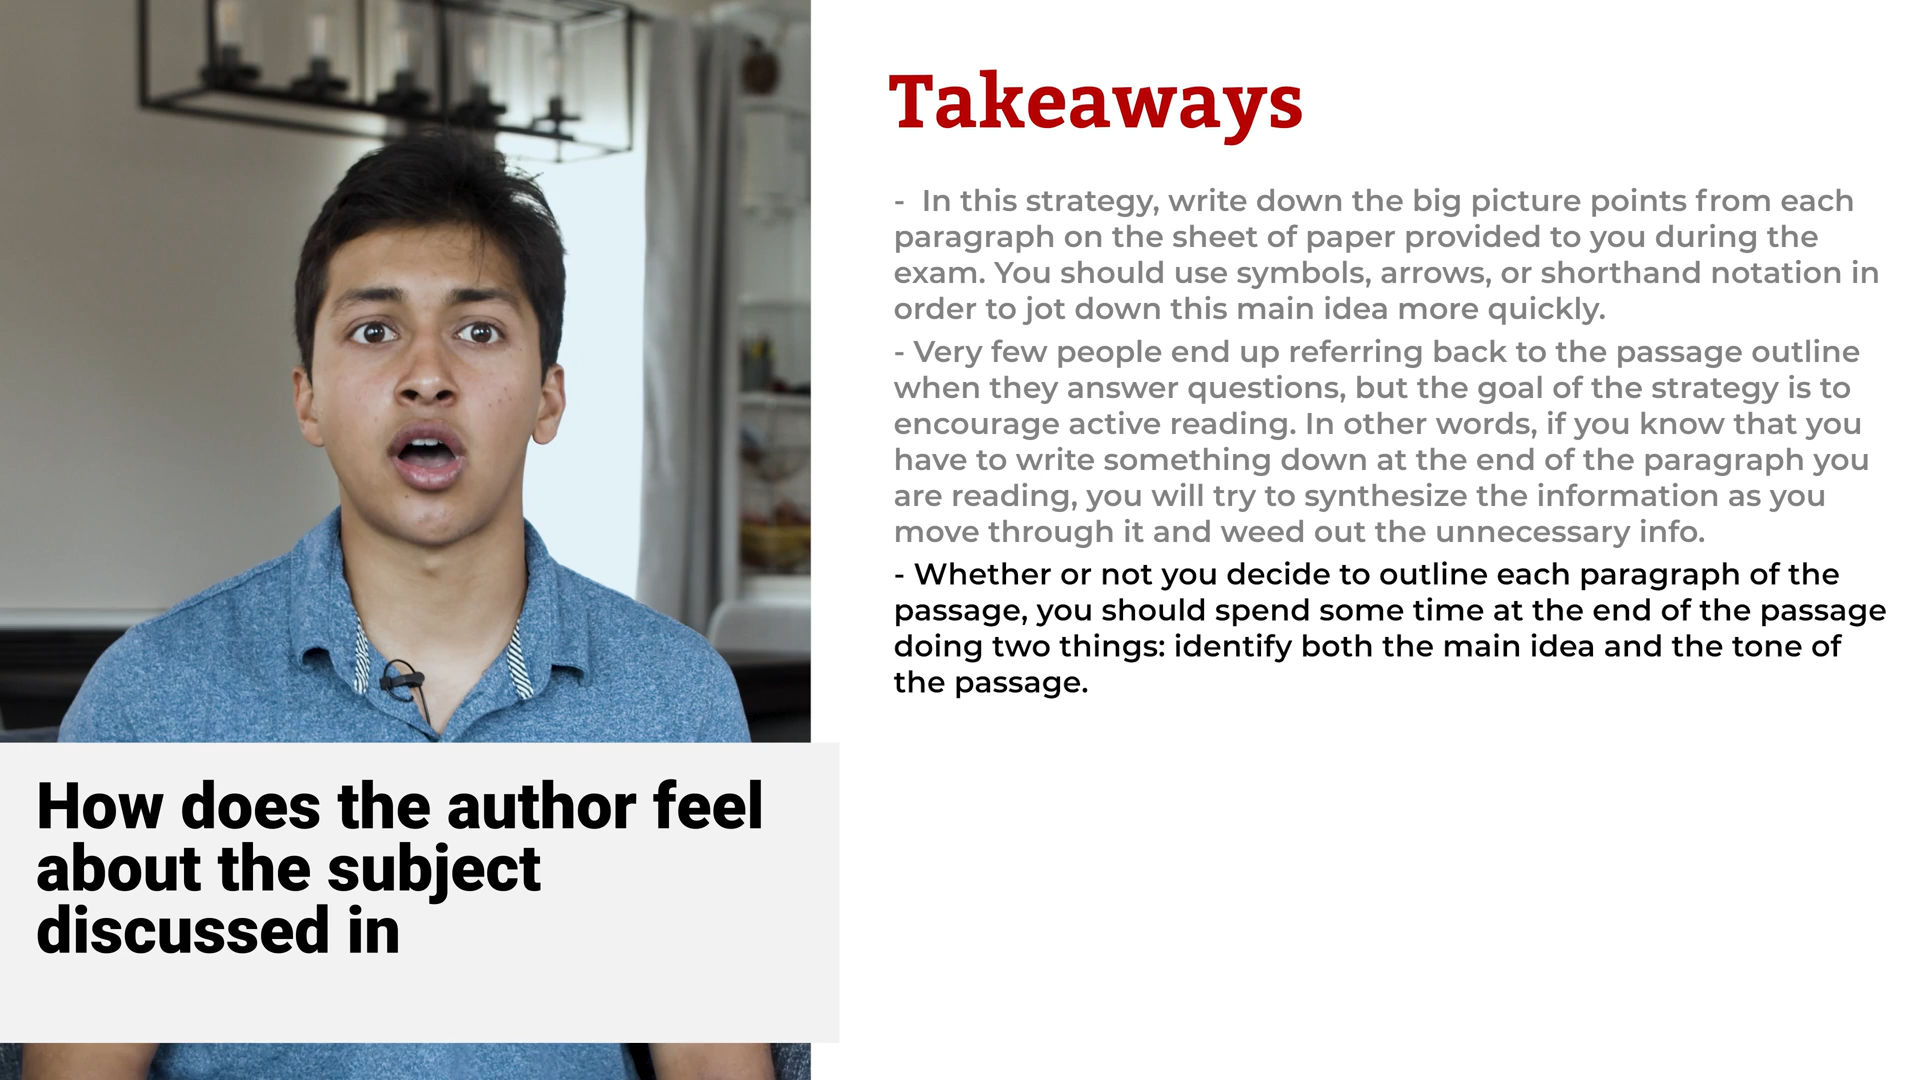 Takeaways
- In this strategy, write down the big picture points from each
paragraph on the sheet of paper provided to you during the
exam. You should use symbols, arrows, or shorthand notation in
order to jot down this main idea more quickly.
- Very few people end up referring back to the passage outline
when they answer questions, but the goal of the strategy is to
encourage active reading. In other words, if you know that you
have to write something down at the end of the paragraph you
are reading, you will try to synthesize the information as you
move through it and weed out the unnecessary info.
- Whether or not you decide to outline each paragraph of the
passage, you should spend some time at the end of the passage
doing two things: identify both the main idea and the tone of
the passage.
How does the author feel
about the subject
discussed in